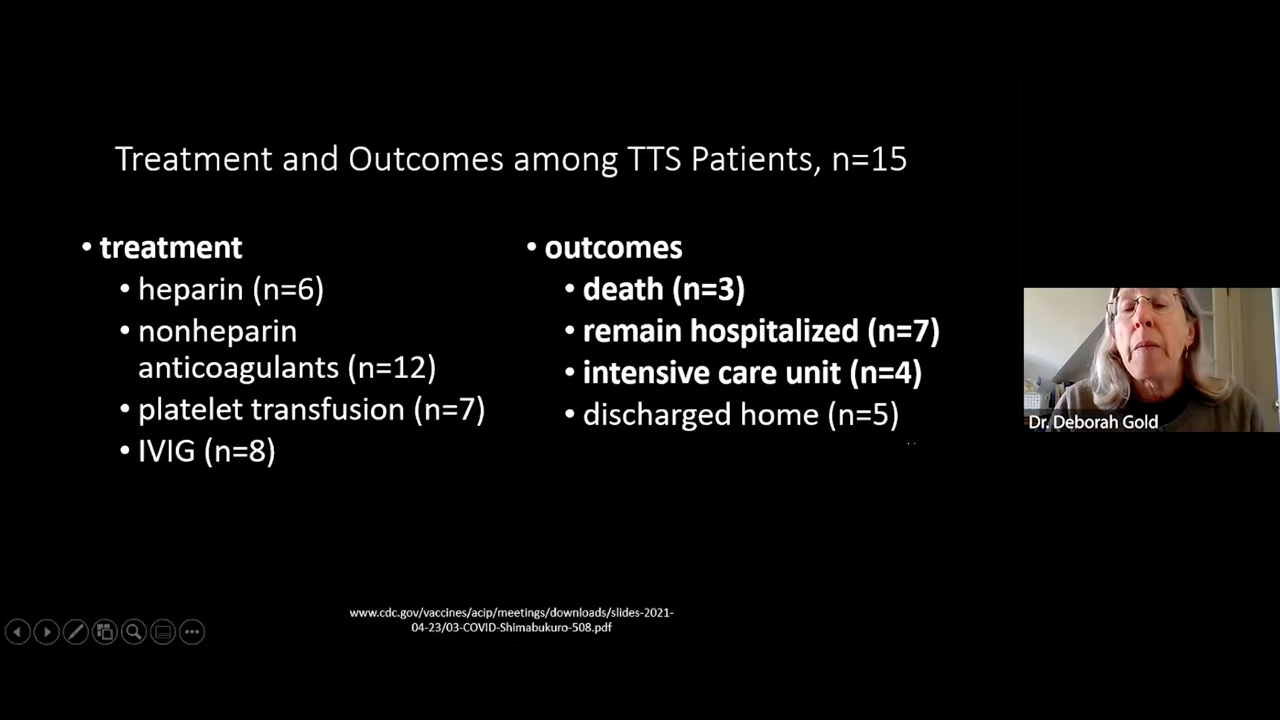 Treatment and Outcomes among TTS Patients, n=15
• treatment
• heparin (n=6)
• nonheparin
anticoagulants (n=12)
• platelet transfusion (n=7)
• IVIG (n=8)
• outcomes
• death (n=3)
• remain hospitalized (n=7)
• intensive care unit (n=4)
• discharged home (n=5)
www.cdc.gov/vaccines/acip/meetings/downloads/slides-2021-
04-23/03-COVID-Shimabukuro-508.pdf
Dr. Deborah Gold